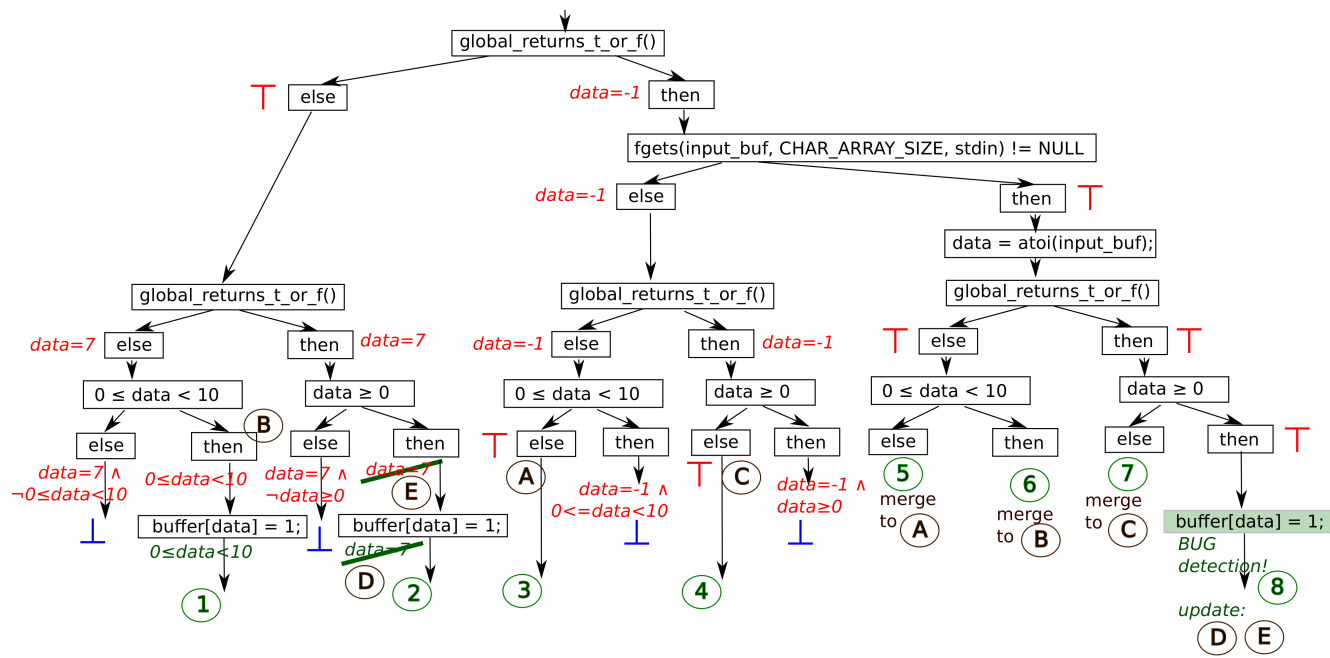 global_returns_t_or_f()
⊤ else
data=-1 then
fgets(input_buf, CHAR_ARRAY_SIZE, stdin) != NULL
data=-1 else
then ⊤
data = atoi(input_buf);
global_returns_t_or_f()
global_returns_t_or_f()
global_returns_t_or_f()
data=7 else
then data=7
data=-1 else
then data=-1
⊤ else
then ⊤
0 ≤ data < 10
data ≥ 0
0 ≤ data < 10
data ≥ 0
0 ≤ data < 10
data ≥ 0
else
then B
else
then
⊤ else
then
else
then
else
then
else
then ⊤
data=7 ∧
¬0≤data<10
⊥
0≤data<10
data=7 ∧
¬data≥0
⊥
data=7
E
A
data=-1 ∧
0<=data<10
⊥
⊤ C
data=-1 ∧
data≥0
⊥
5
merge
to A
6
merge
to B
7
merge
to C
buffer[data] = 1;
0≤data<10
1
buffer[data] = 1;
data=7
D 2
3
4
buffer[data] = 1;
BUG
detection!
8
update:
D E